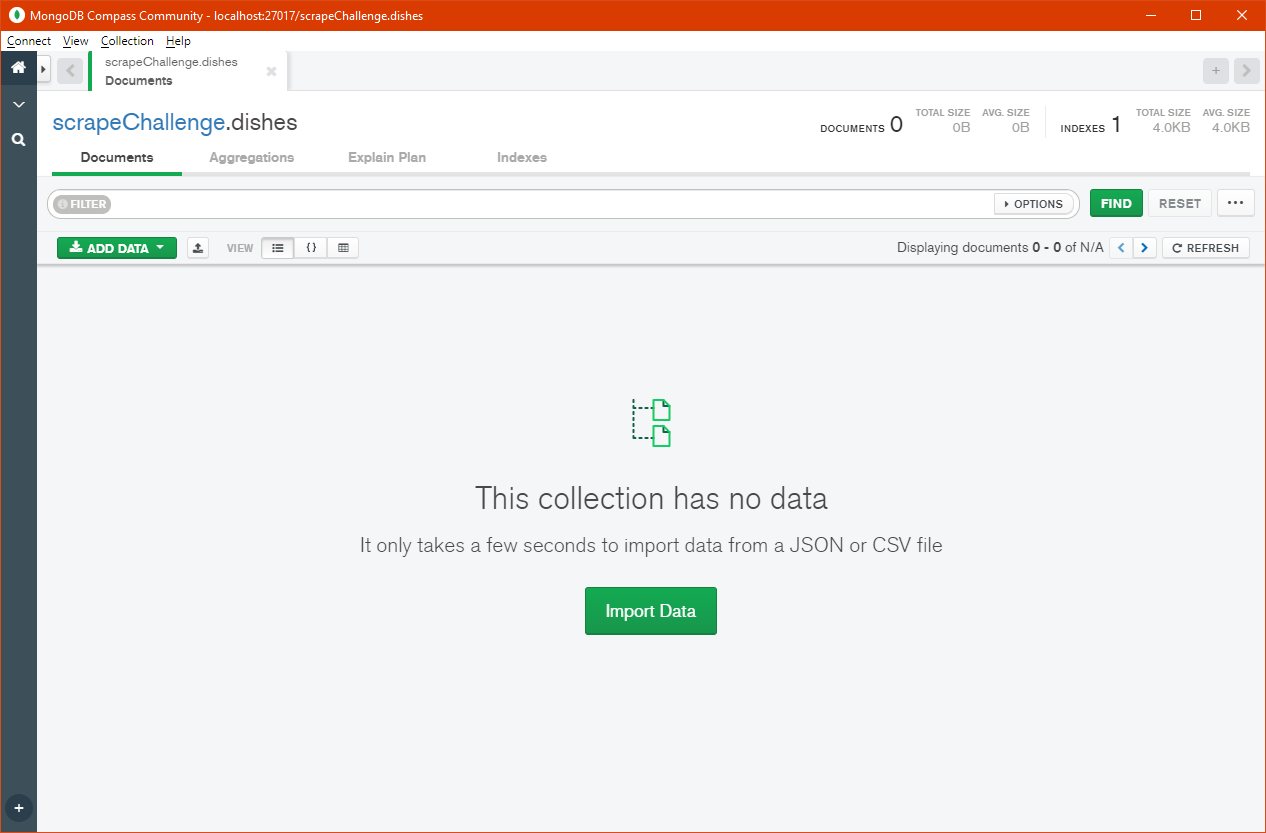 MongoDB Compass Community - localhost:27017/scrapeChallenge.dishes
Connect View Collection Help
scrapeChallenge.dishes
Documents
scrapeChallenge.dishes
DOCUMENTS 0 TOTAL SIZE 0B AVG. SIZE 0B INDEXES 1 TOTAL SIZE 4.0KB AVG. SIZE 4.0KB
Documents Aggregations Explain Plan Indexes
FILTER OPTIONS FIND RESET ...
ADD DATA VIEW {} Displaying documents 0 - 0 of N/A < > REFRESH
This collection has no data
It only takes a few seconds to import data from a JSON or CSV file
Import Data